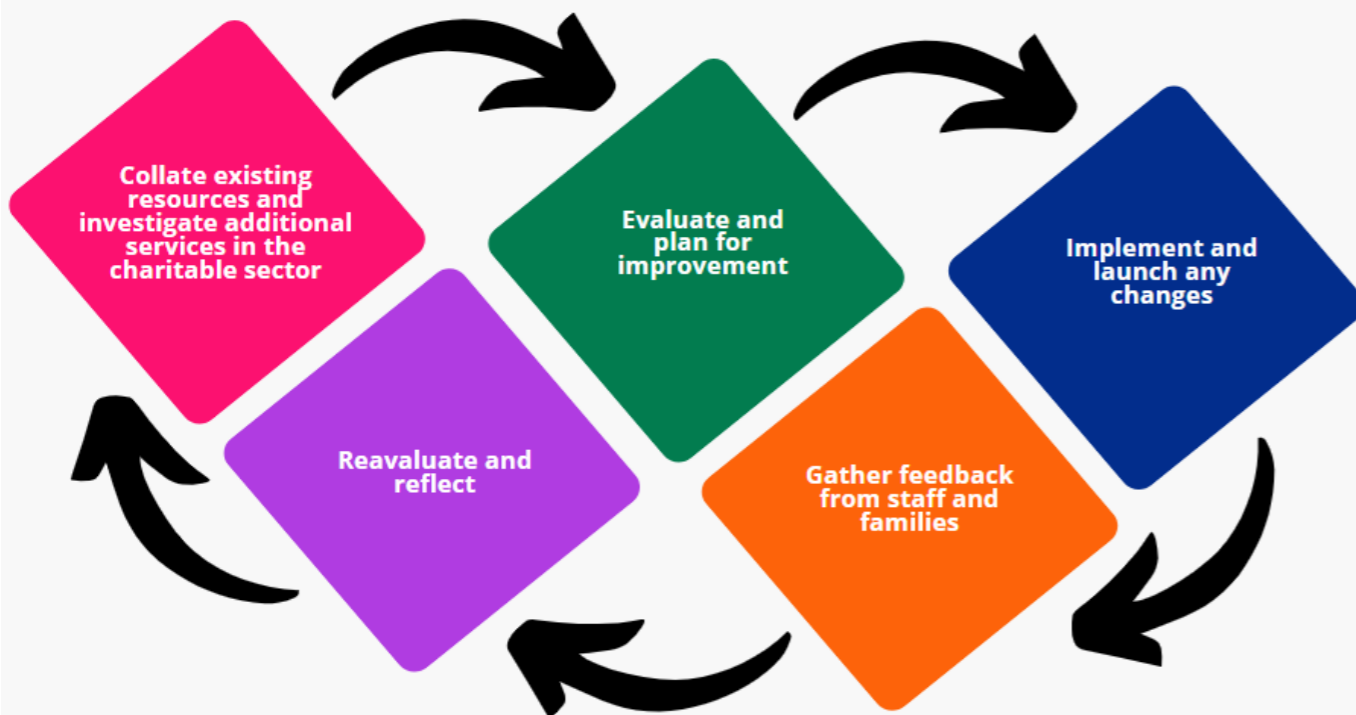 Collate existing
resources and
investigate additional
services in the
charitable sector
Evaluate and
plan for
improvement
Implement and
launch any
changes
Gather feedback
from staff and
families
Reavaluate and
reflect